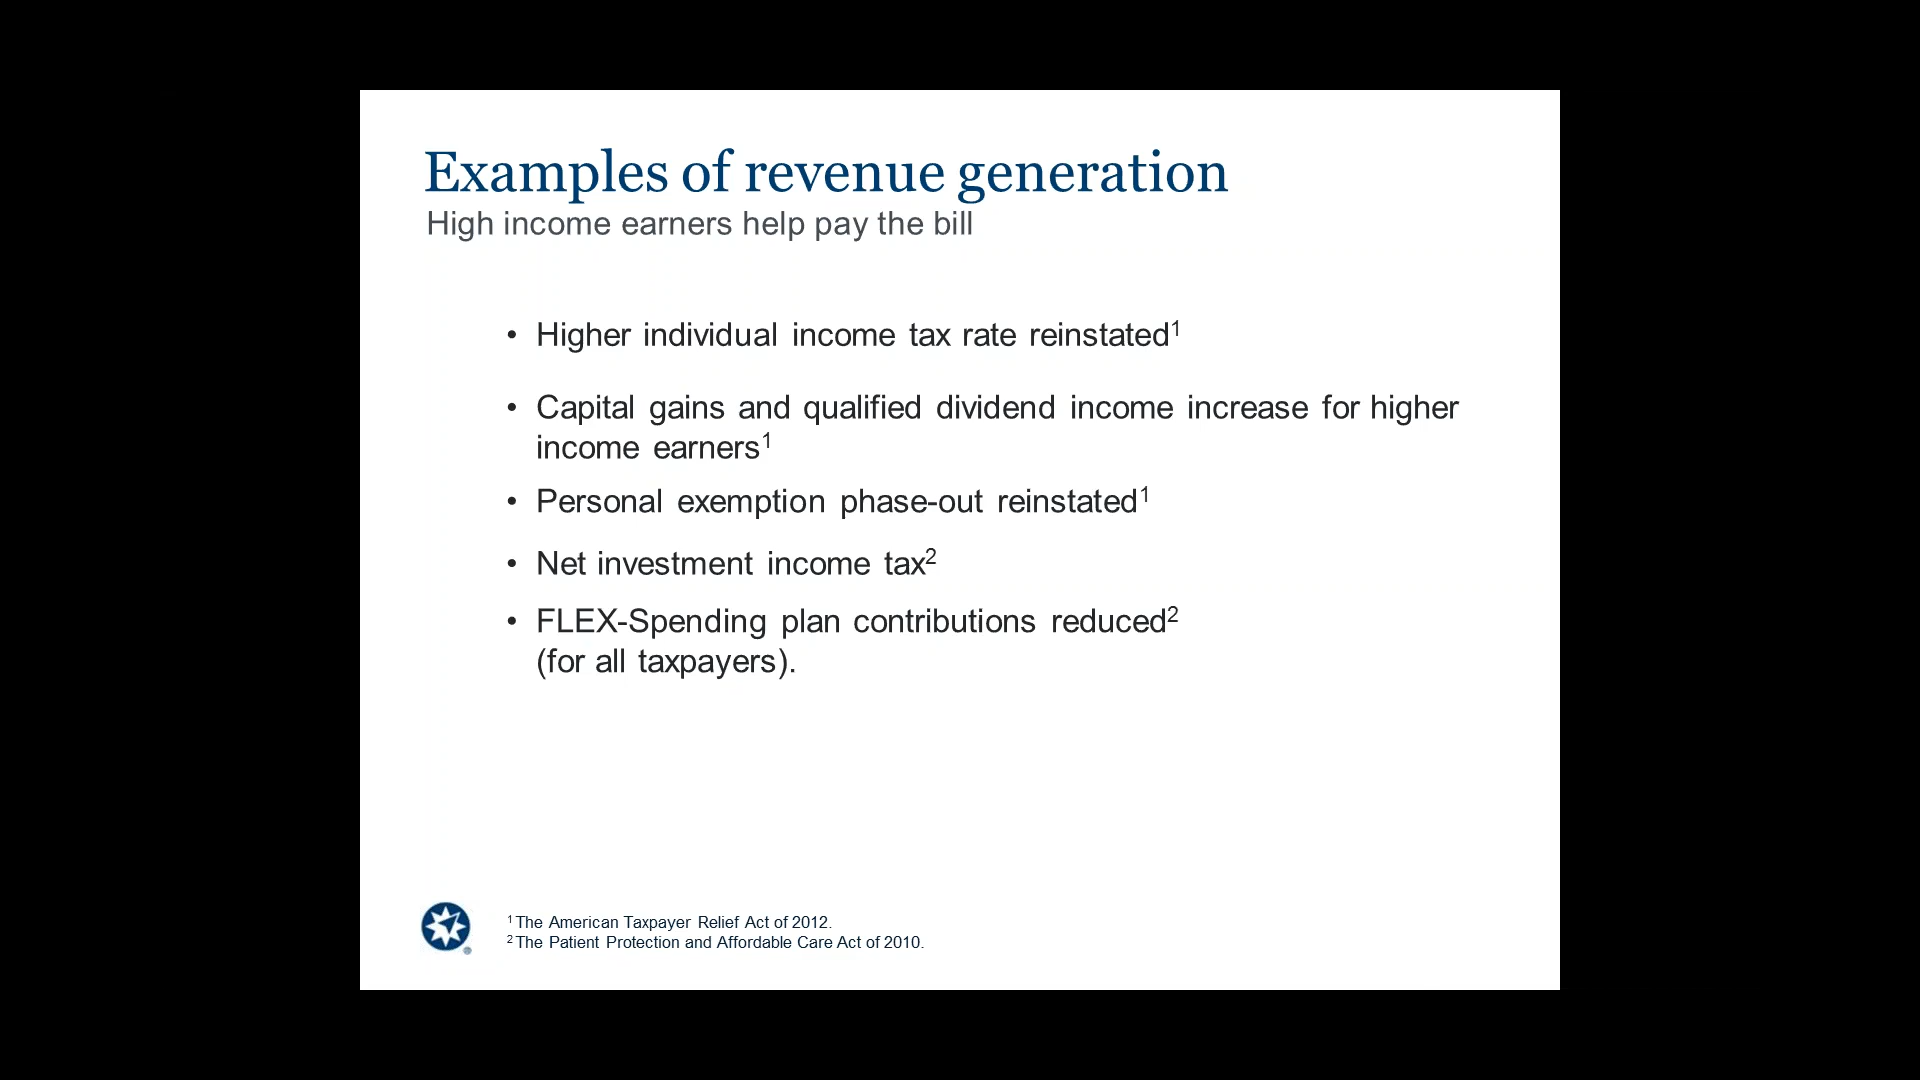 Examples of revenue generation
High income earners help pay the bill
• Higher individual income tax rate reinstated¹
• Capital gains and qualified dividend income increase for higher
income earners¹
• Personal exemption phase-out reinstated¹
• Net investment income tax²
• FLEX-Spending plan contributions reduced²
(for all taxpayers).
¹ The American Taxpayer Relief Act of 2012.
² The Patient Protection and Affordable Care Act of 2010.
®